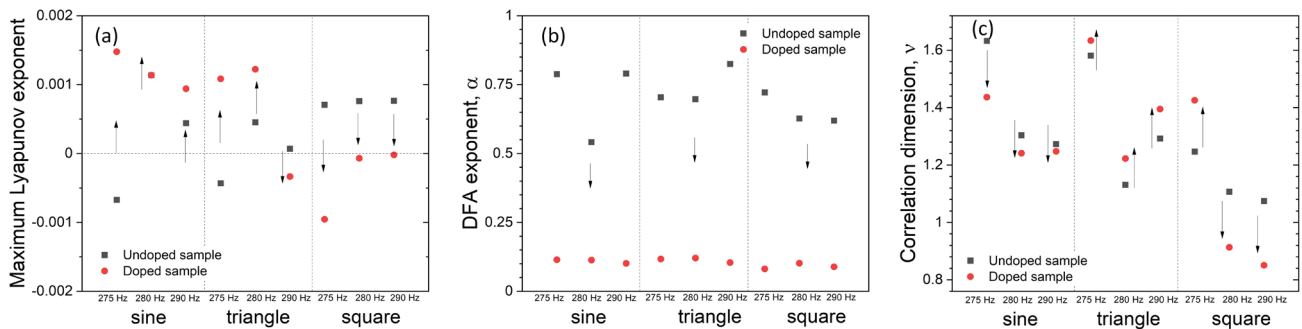 (a)
Maximum Lyapunov exponent
0.002
0.001
0
-0.001
-0.002
Undoped sample
Doped sample
275 Hz 280 Hz 290 Hz 275 Hz 280 Hz 290 Hz 275 Hz 280 Hz 290 Hz
sine triangle square
(b)
DFA exponent, α
1
0.75
0.5
0.25
0
Undoped sample
Doped sample
275 Hz 280 Hz 290 Hz 275 Hz 280 Hz 290 Hz 275 Hz 280 Hz 290 Hz
sine triangle square
(c)
Correlation dimension, ν
1.6
1.4
1.2
1.0
0.8
Undoped sample
Doped sample
275 Hz 280 Hz 290 Hz 275 Hz 280 Hz 290 Hz 275 Hz 280 Hz 290 Hz
sine triangle square